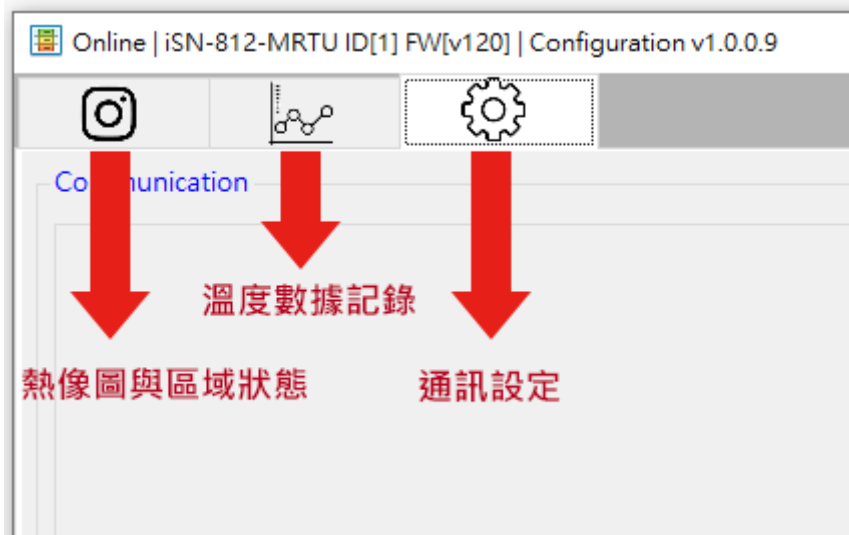 Online | iSN-812-MRTU ID[1] FW[v120] | Configuration v1.0.0.9
Communication
溫度數據記錄
熱像圖與區域狀態
通訊設定